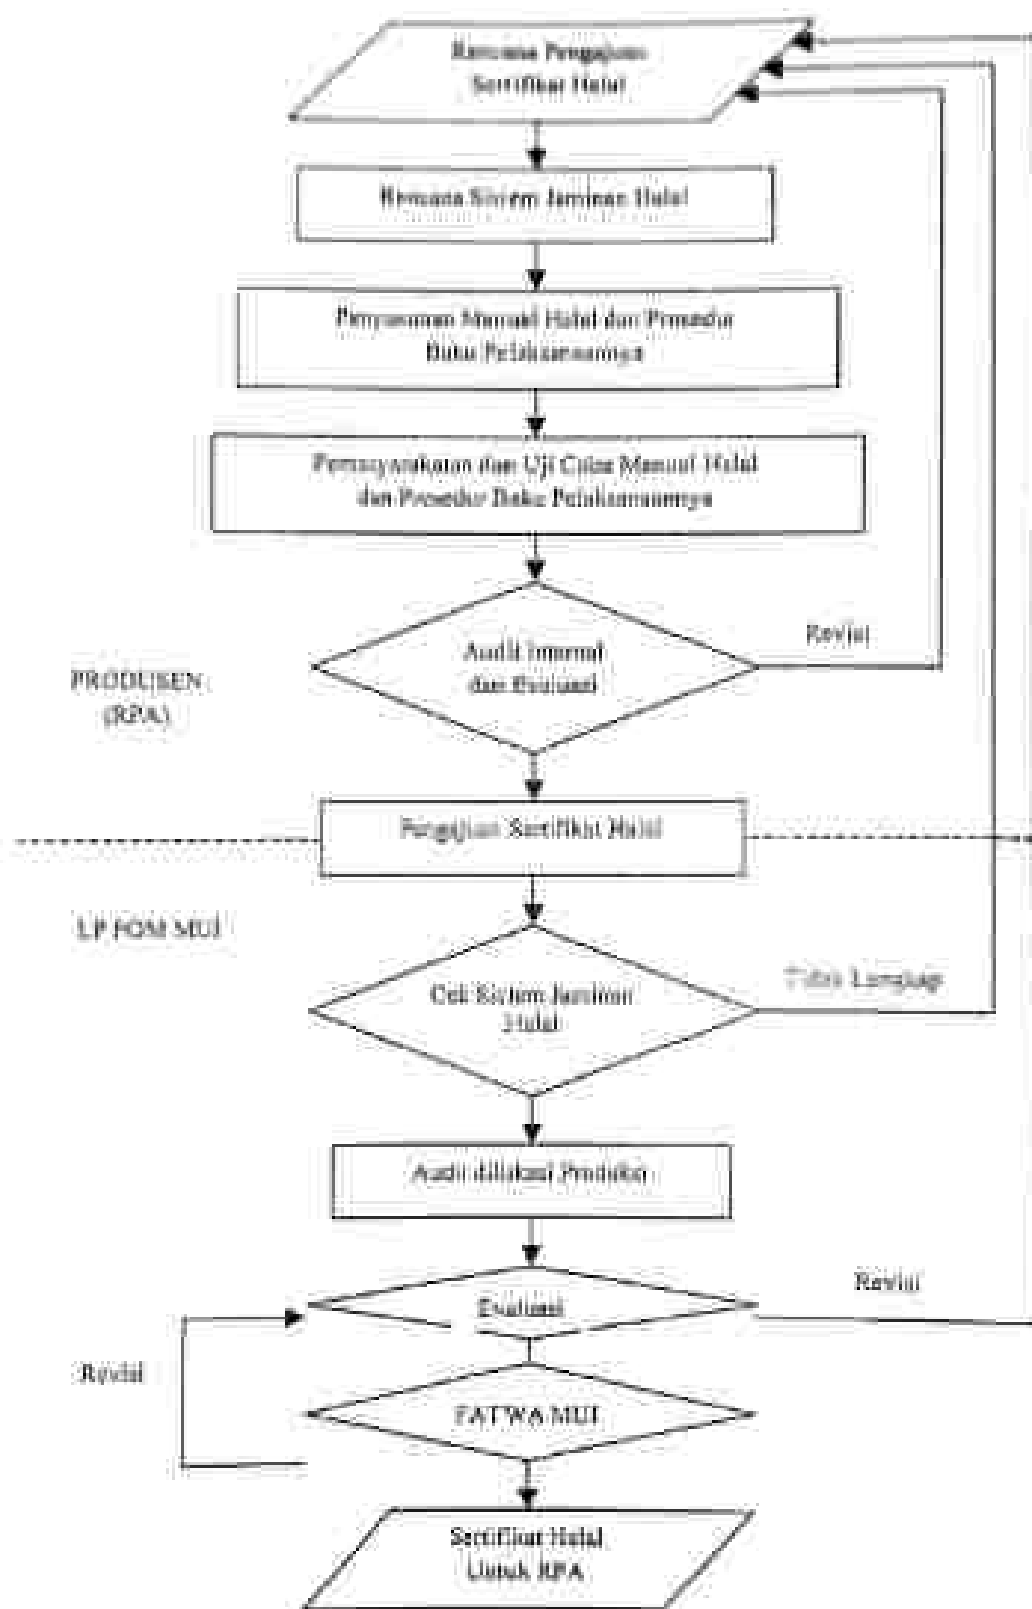 Rencana Pengajuan
Sertifikat Halal
Rencana Sistem Jaminan Halal
Penyusunan Manual Halal dan Prosedur
Baku Pelaksanaannya
Pemasyarakatan dan Uji Coba Manual Halal
dan Prosedur Baku Pelaksanaannya
Audit Internal
dan Evaluasi
Revisi
PRODUSEN
(RPA)
Pengajuan Sertifikat Halal
LP POM MUI
Cek Sistem Jaminan
Halal
Tidak Lengkap
Audit dilokasi Produksi
Evaluasi
Revisi
Revisi
FATWA MUI
Sertifikat Halal
Untuk RPA